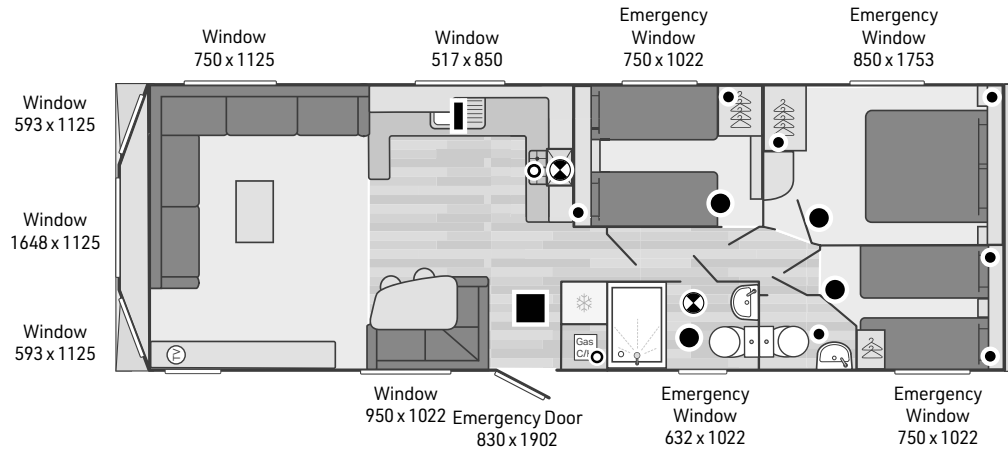 Emergency
Window
750 x 1022
Emergency
Window
850 x 1753
Window
750 x 1125
Window
517 x 850
Window
593 x 1125
Window
1648 x 1125
Window
593 x 1125
TV
Gas
C/H
Window
950 x 1022
Emergency Door
830 x 1902
Emergency
Window
632 x 1022
Emergency
Window
750 x 1022